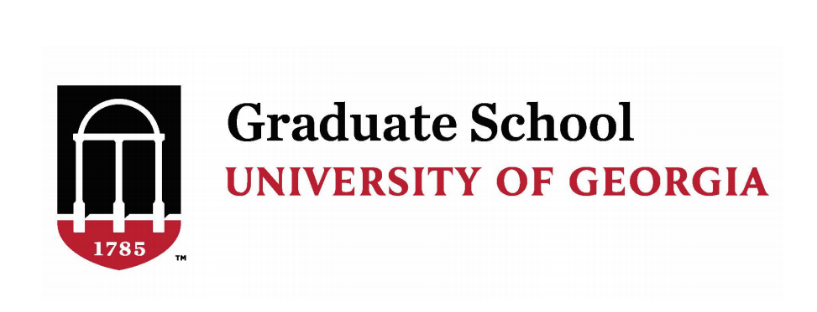 Graduate School
UNIVERSITY OF GEORGIA
1785
TM